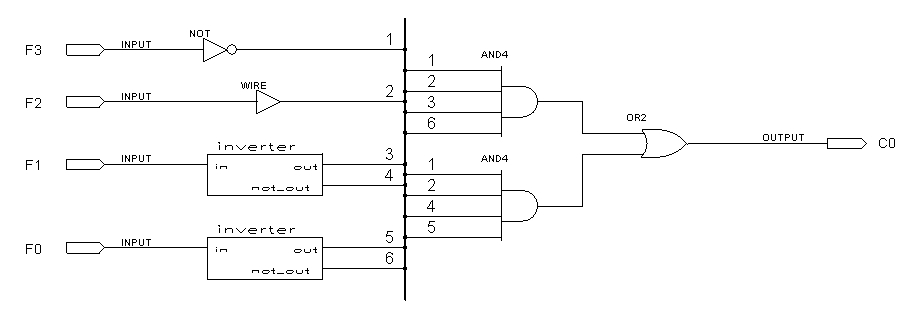 NOT
F3 INPUT 1
AND4
1
WIRE
2
F2 INPUT 2
3
OR2
6
OUTPUT C0
inverter
AND4
F1 INPUT in out 3
1
not_out 4
2
4
inverter
5
F0 INPUT in out 5
not_out 6